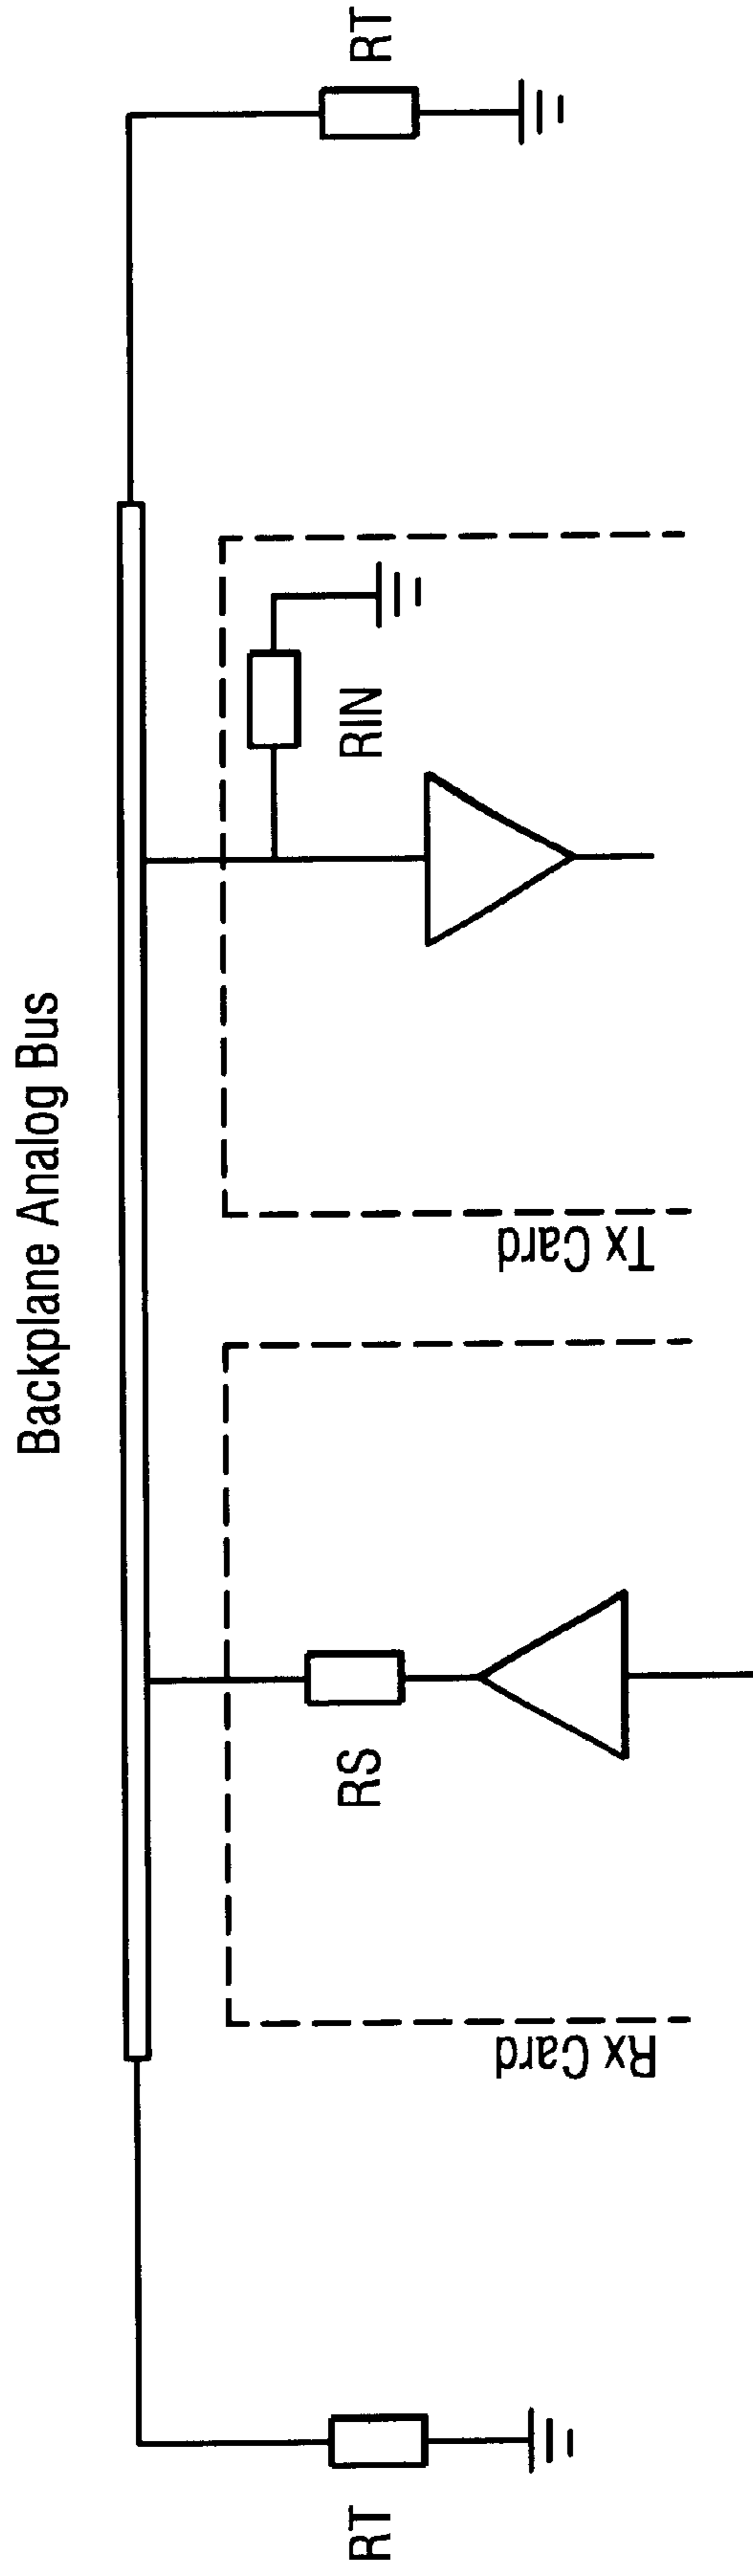 Backplane Analog Bus
RT
RS
RIN
RT
Rx Card
Tx Card